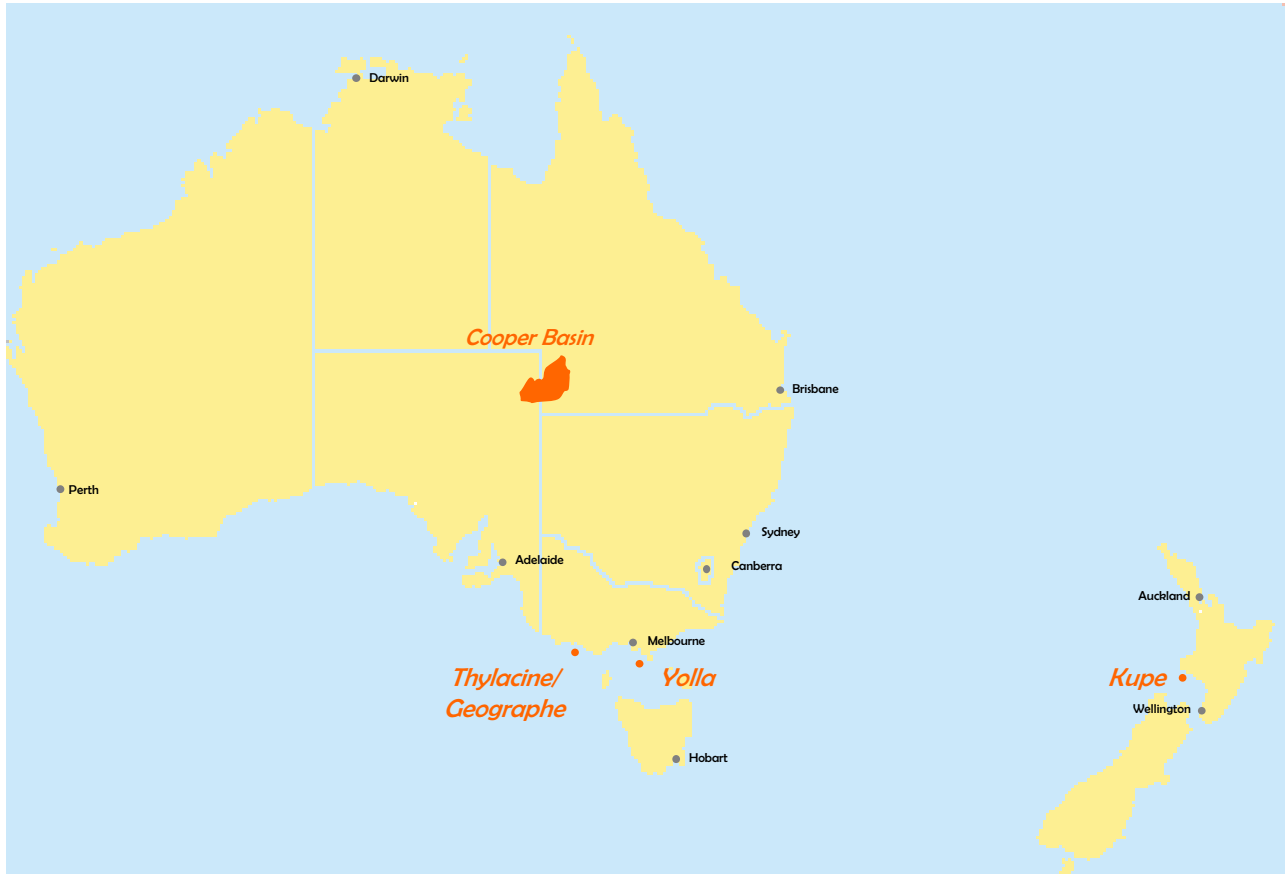 Darwin
Cooper Basin
Brisbane
Perth
Sydney
Adelaide
Canberra
Auckland
Melbourne
Thylacine/
Geographe
Yolla
Kupe
Wellington
Hobart